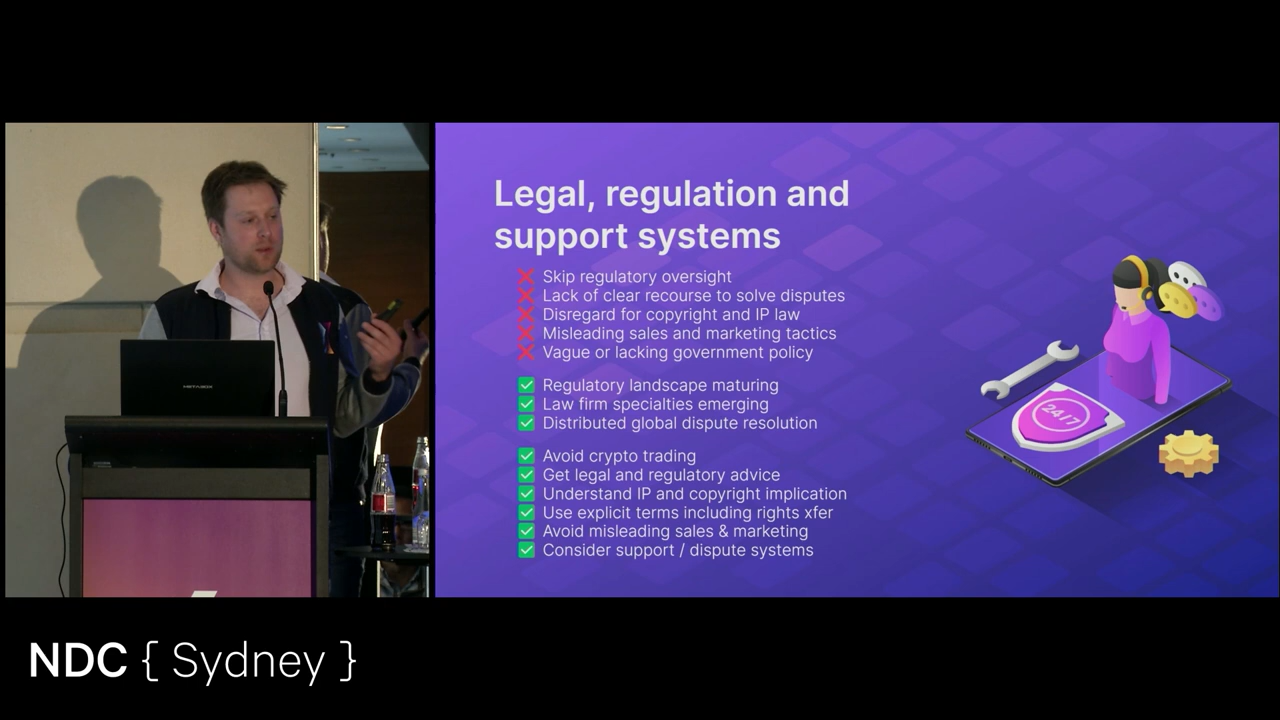 Legal, regulation and
support systems
❌ Skip regulatory oversight
❌ Lack of clear recourse to solve disputes
❌ Disregard for copyright and IP law
❌ Misleading sales and marketing tactics
❌ Vague or lacking government policy
✅ Regulatory landscape maturing
✅ Law firm specialties emerging
✅ Distributed global dispute resolution
✅ Avoid crypto trading
✅ Get legal and regulatory advice
✅ Understand IP and copyright implication
✅ Use explicit terms including rights xfer
✅ Avoid misleading sales & marketing
✅ Consider support / dispute systems
24/7
METABOX
NDC { Sydney }